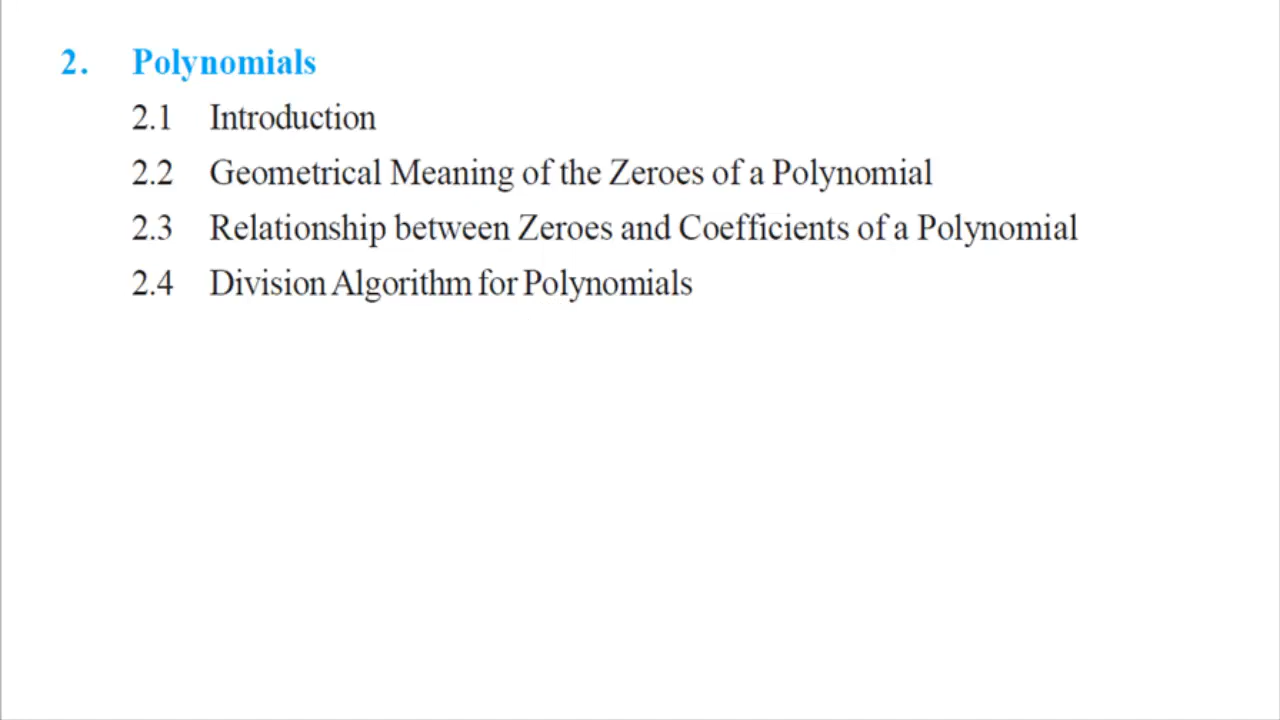 2. Polynomials
2.1 Introduction
2.2 Geometrical Meaning of the Zeroes of a Polynomial
2.3 Relationship between Zeroes and Coefficients of a Polynomial
2.4 Division Algorithm for Polynomials